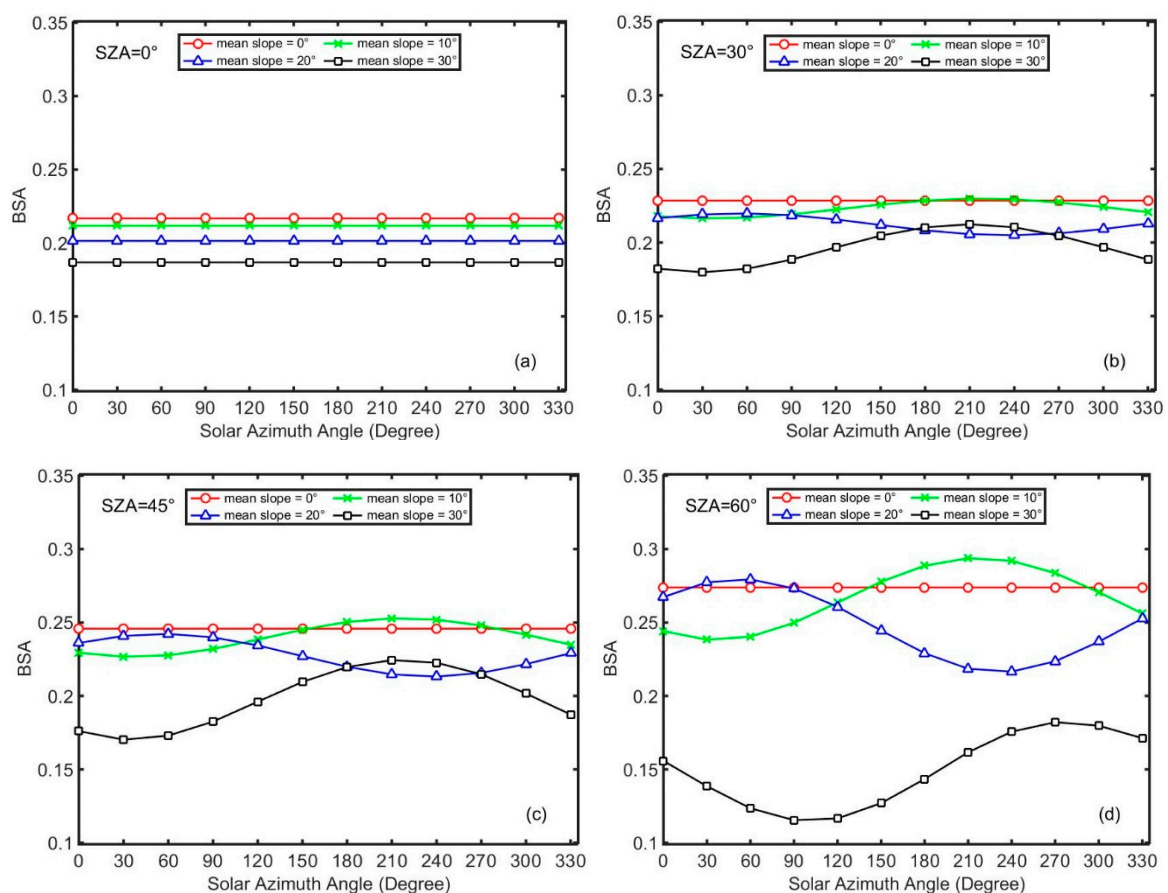 SZA=0°
mean slope = 0° mean slope = 10°
mean slope = 20° mean slope = 30°
0.35
0.3
0.25
0.2
0.15
0.1
BSA
(a)
0 30 60 90 120 150 180 210 240 270 300 330
Solar Azimuth Angle (Degree)
SZA=30°
mean slope = 0° mean slope = 10°
mean slope = 20° mean slope = 30°
0.35
0.3
0.25
0.2
0.15
0.1
BSA
(b)
0 30 60 90 120 150 180 210 240 270 300 330
Solar Azimuth Angle (Degree)
SZA=45°
mean slope = 0° mean slope = 10°
mean slope = 20° mean slope = 30°
0.35
0.3
0.25
0.2
0.15
0.1
BSA
(c)
0 30 60 90 120 150 180 210 240 270 300 330
Solar Azimuth Angle (Degree)
SZA=60°
mean slope = 0° mean slope = 10°
mean slope = 20° mean slope = 30°
0.35
0.3
0.25
0.2
0.15
0.1
BSA
(d)
0 30 60 90 120 150 180 210 240 270 300 330
Solar Azimuth Angle (Degree)